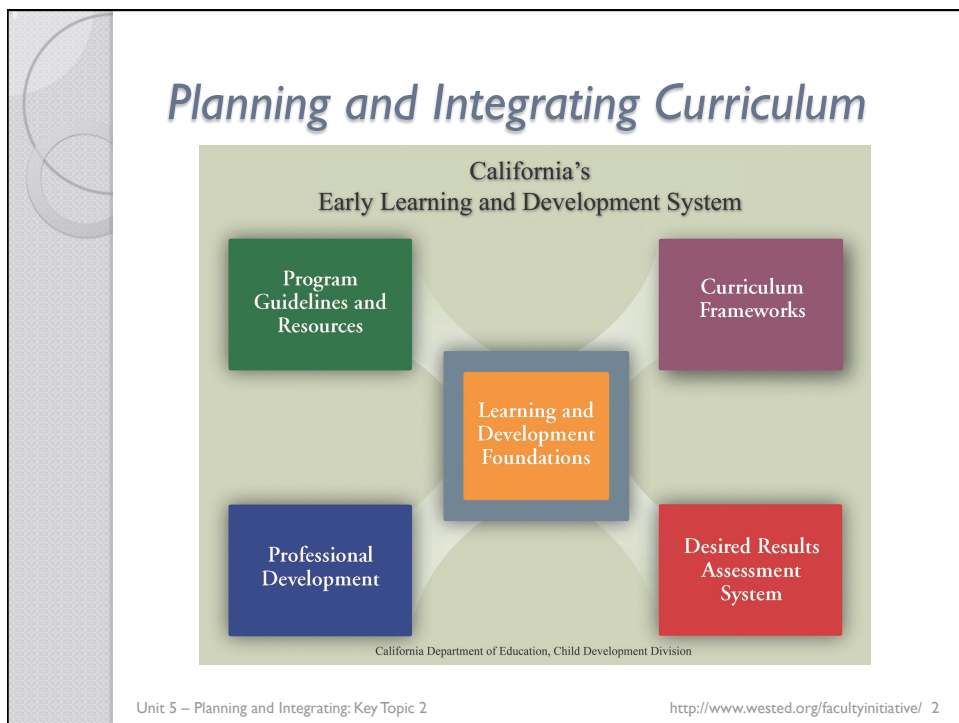 Planning and Integrating Curriculum
California’s
Early Learning and Development System
Program
Guidelines and
Resources
Curriculum
Frameworks
Learning and
Development
Foundations
Professional
Development
Desired Results
Assessment
System
California Department of Education, Child Development Division
Unit 5 – Planning and Integrating: Key Topic 2
http://www.wested.org/facultyinitiative/ 2